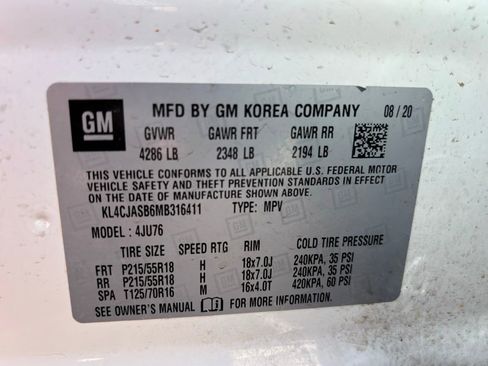 GM
MFD BY GM KOREA COMPANY 08/20
GVWR GAWR FRT GAWR RR
4286 LB 2348 LB 2194 LB
THIS VEHICLE CONFORMS TO ALL APPLICABLE U.S. FEDERAL MOTOR
VEHICLE SAFETY AND THEFT PREVENTION STANDARDS IN EFFECT ON THE
DATE OF MANUFACTURE SHOWN ABOVE.
KL4CJASB6MB316411 TYPE: MPV
MODEL: 4JU76
TIRE SIZE SPEED RTG RIM COLD TIRE PRESSURE
FRT P215/55R18 H 18x7.0J 240KPA, 35 PSI
RR P215/55R18 H 18x7.0J 240KPA, 35 PSI
SPA T125/70R16 M 16x4.0T 420KPA, 60 PSI
SEE OWNER'S MANUAL FOR MORE INFORMATION.